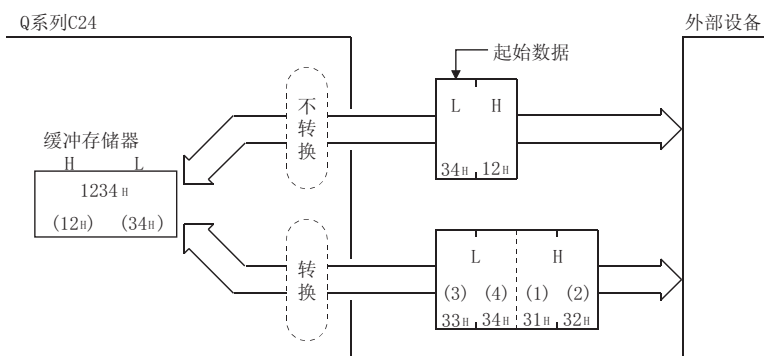 Q系列C24
外部设备
起始数据
不转换
L H
34H 12H
缓冲存储器
H L
1234H
(12H) (34H)
转换
L H
(3) (4) (1) (2)
33H 34H 31H 32H